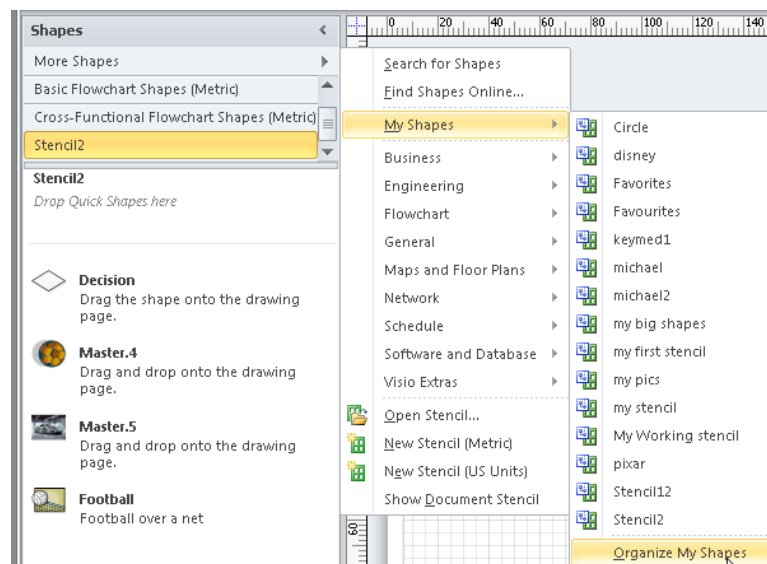 Shapes
More Shapes
Basic Flowchart Shapes (Metric)
Cross-Functional Flowchart Shapes (Metric)
Stencil2
Stencil2
Drop Quick Shapes here
Decision
Drag the shape onto the drawing
page.
Master.4
Drag and drop onto the drawing
page.
Master.5
Drag and drop onto the drawing
page.
Football
Football over a net
0 20 40 60 80 100 120 140
60
Search for Shapes
Find Shapes Online...
My Shapes
Business
Engineering
Flowchart
General
Maps and Floor Plans
Network
Schedule
Software and Database
Visio Extras
Open Stencil...
New Stencil (Metric)
New Stencil (US Units)
Show Document Stencil
Circle
disney
Favorites
Favourites
keymed1
michael
michael2
my big shapes
my first stencil
my pics
my stencil
My Working stencil
pixar
Stencil12
Stencil2
Organize My Shapes